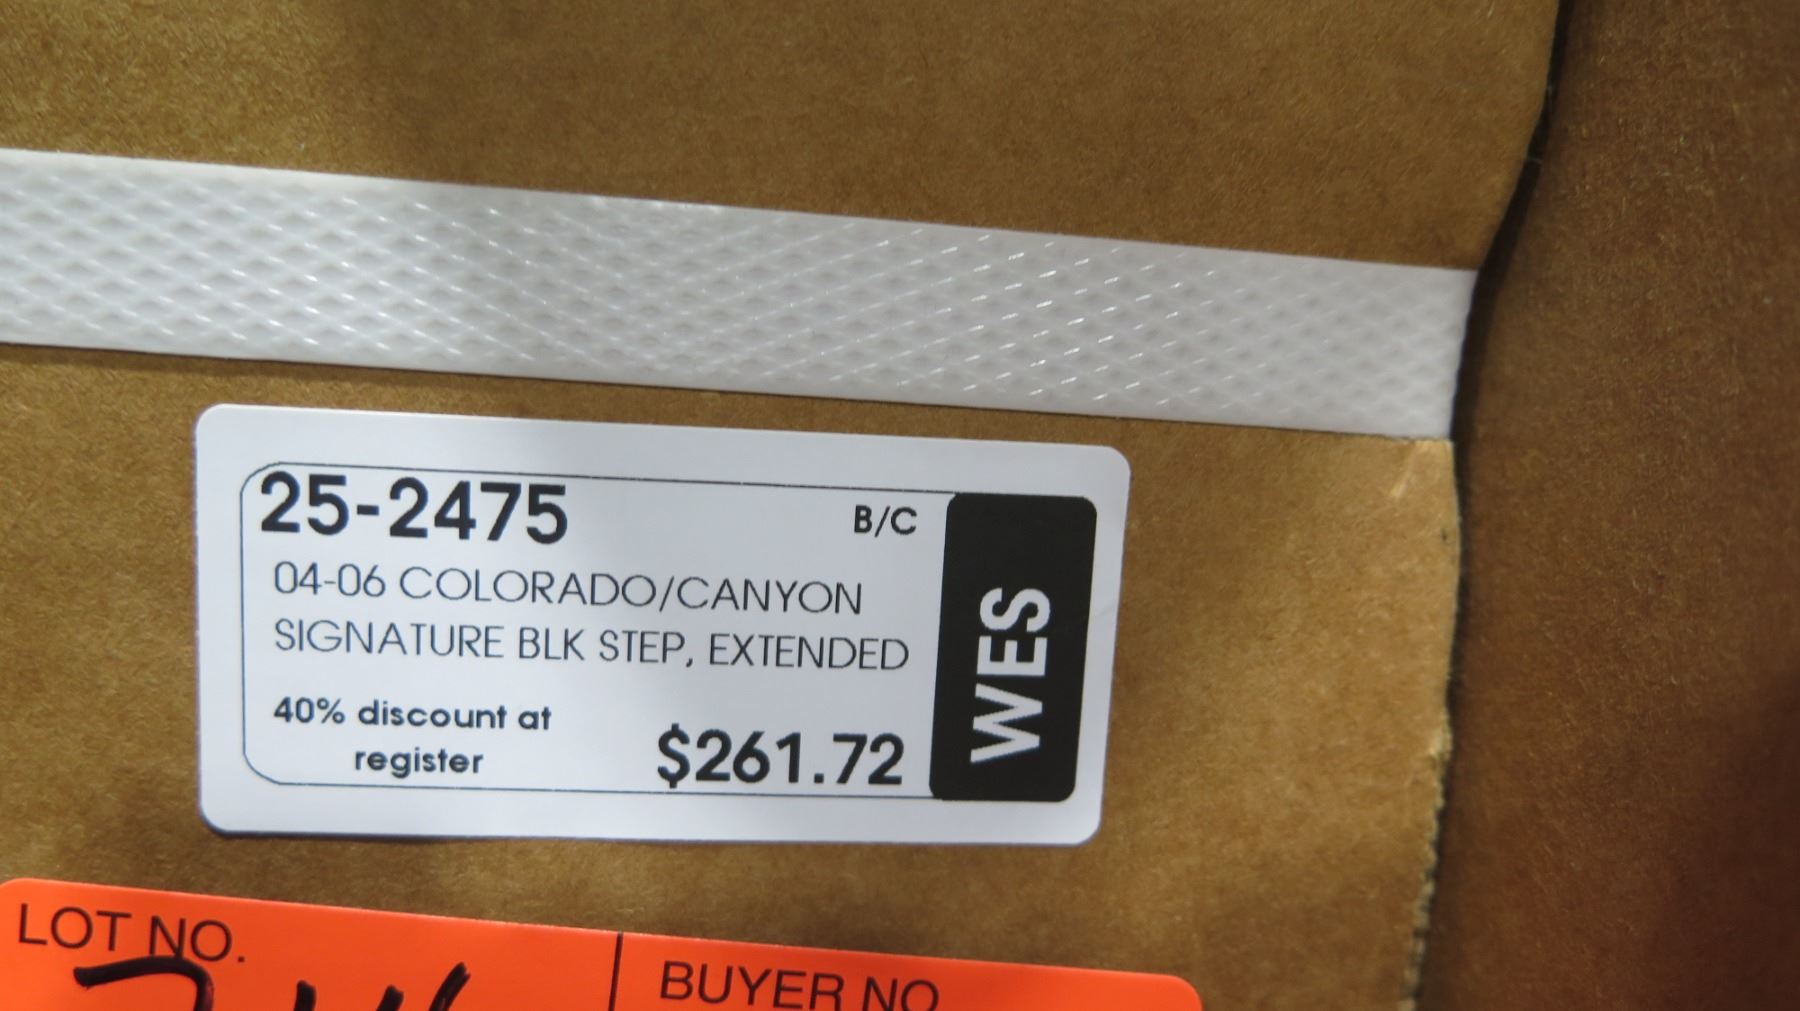 25-2475
B/C
04-06 COLORADO/CANYON
SIGNATURE BLK STEP, EXTENDED
40% discount at
register
$261.72
WES
LOT NO.
BUYER NO